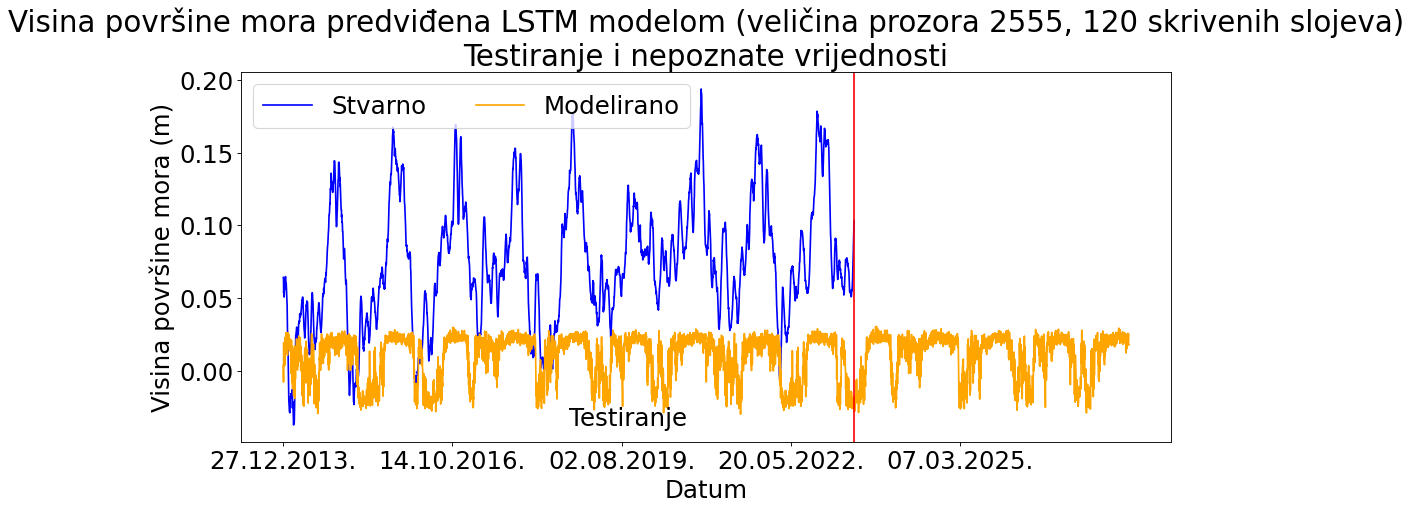 Visina površine mora predviđena LSTM modelom (veličina prozora 2555, 120 skrivenih slojeva)
Testiranje i nepoznate vrijednosti
Stvarno
Modelirano
Visina površine mora (m)
0.20
0.15
0.10
0.05
0.00
Testiranje
27.12.2013.
14.10.2016.
02.08.2019.
20.05.2022.
07.03.2025.
Datum